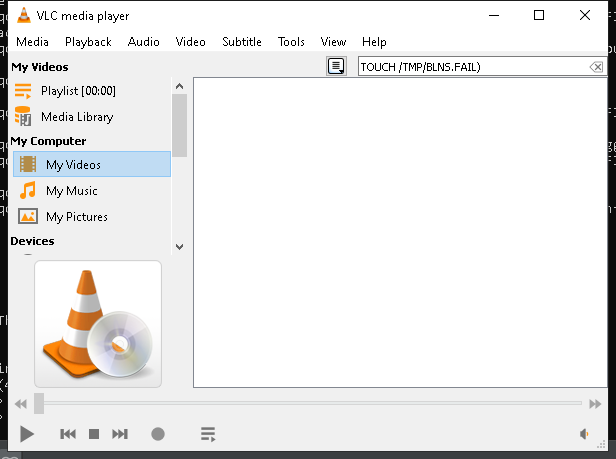 VLC media player
Media Playback Audio Video Subtitle Tools View Help
My Videos
TOUCH /TMP/BLNS.FAIL)
Playlist [00:00]
Media Library
My Computer
My Videos
My Music
My Pictures
Devices